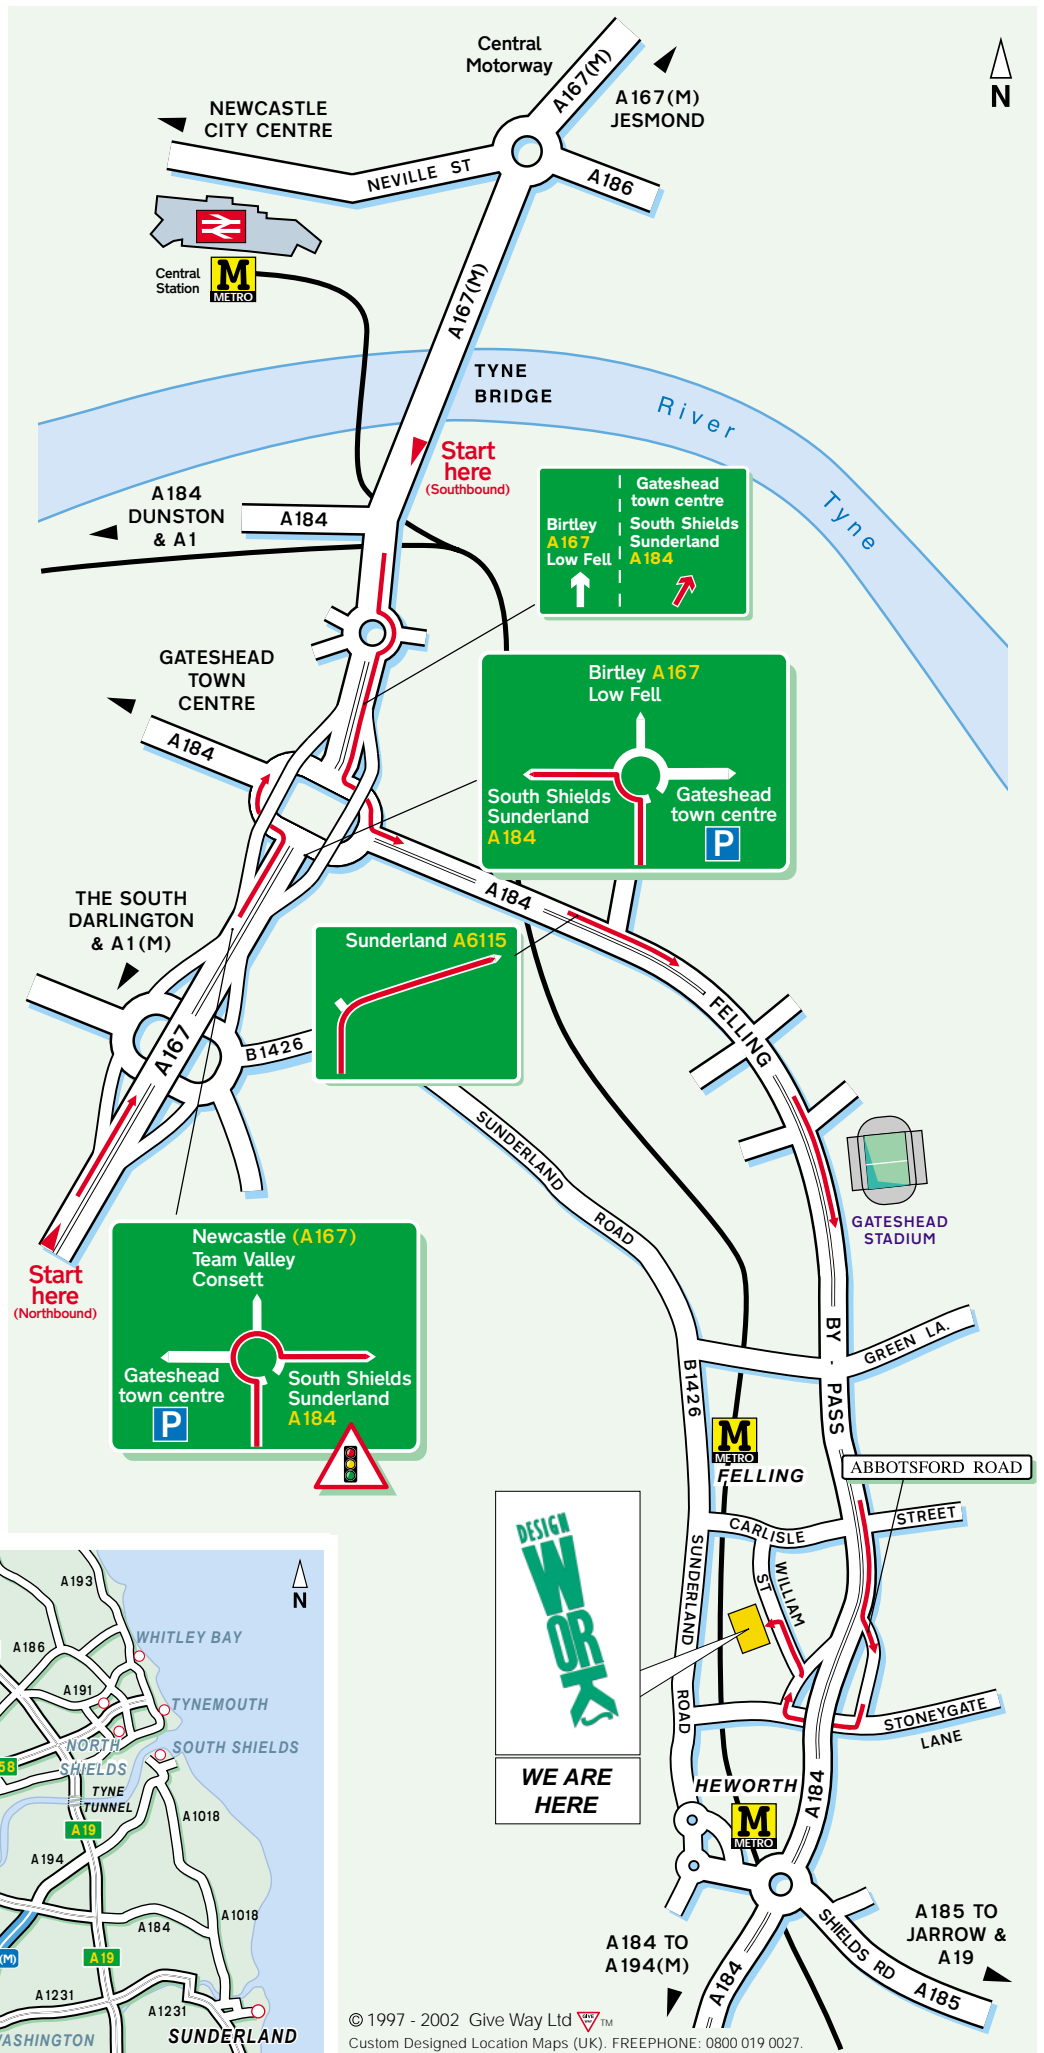 Central
Motorway
A167(M)
A167(M)
JESMOND
N
NEWCASTLE
CITY CENTRE
NEVILLE ST
A186
Central
Station
M
METRO
A167(M)
TYNE
BRIDGE
River
Tyne
Start
here
(Southbound)
A184
DUNSTON
& A1
A184
Birtley
A167
Low Fell
Gateshead
town centre
South Shields
Sunderland
A184
GATESHEAD
TOWN
CENTRE
A184
Birtley A167
Low Fell
South Shields
Sunderland
A184
Gateshead
town centre
P
A184
THE SOUTH
DARLINGTON
& A1(M)
Sunderland A6115
A167
B1426
FELLING
BY - PASS
SUNDERLAND
ROAD
GATESHEAD
STADIUM
Start
here
(Northbound)
Newcastle (A167)
Team Valley
Consett
Gateshead
town centre
P
South Shields
Sunderland
A184
GREEN LA.
B1426
M
METRO
FELLING
ABBOTSFORD ROAD
CARLISLE
STREET
WILLIAM
ST
SUNDERLAND
ROAD
DESIGN
WORKS
WE ARE
HERE
STONEYGATE
LANE
HEWORTH
M
METRO
A184
SHIELDS RD
A185
A185 TO
JARROW &
A19
A184 TO
A194(M)
A184
N
A193
WHITLEY BAY
A186
A191
TYNEMOUTH
NORTH
SHIELDS
SOUTH SHIELDS
58
TYNE
TUNNEL
A19
A1018
A194
A184
A1018
(M)
A19
A1231
A1231
ASHINGTON
SUNDERLAND
© 1997 - 2002 Give Way Ltd GIVE WAY TM
Custom Designed Location Maps (UK). FREEPHONE: 0800 019 0027.